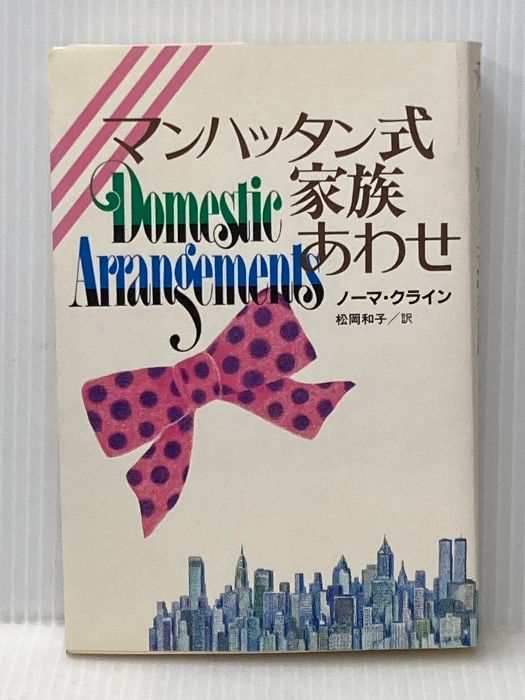 マンハッタン式
家族
あわせ
Domestic
Arrangements
ノーマ・クライン
松岡和子/訳